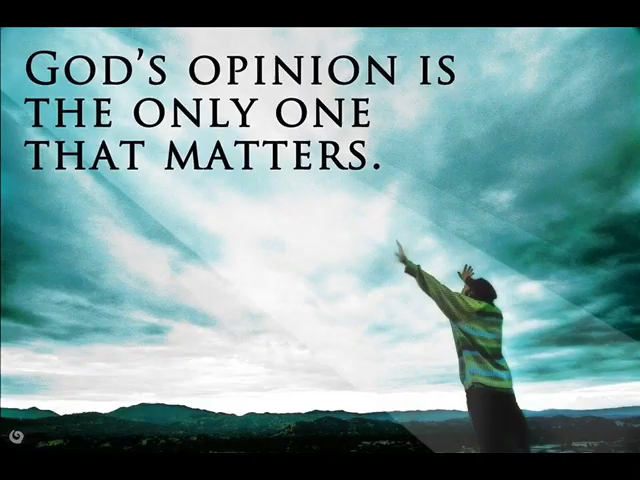 God's opinion is
the only one
that matters.